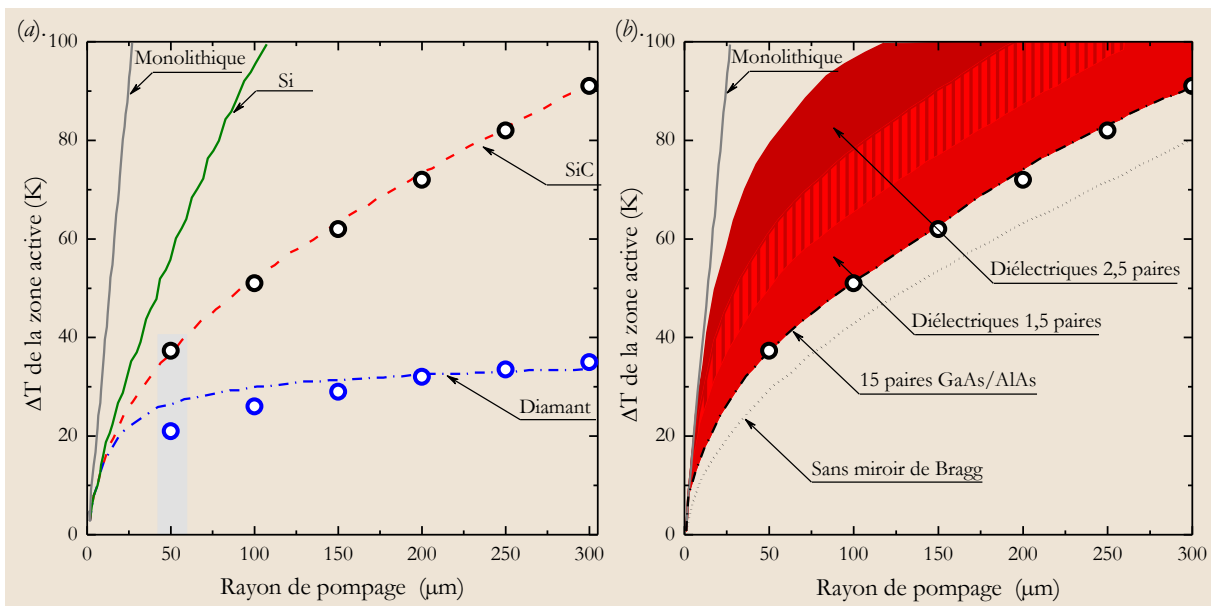 (a).
100
80
60
40
20
0
ΔT de la zone active (K)
Monolithique
Si
SiC
Diamant
0 50 100 150 200 250 300
Rayon de pompage (μm)
(b).
100
80
60
40
20
0
ΔT de la zone active (K)
Monolithique
Diélectriques 2,5 paires
Diélectriques 1,5 paires
15 paires GaAs/AlAs
Sans miroir de Bragg
0 50 100 150 200 250 300
Rayon de pompage (μm)